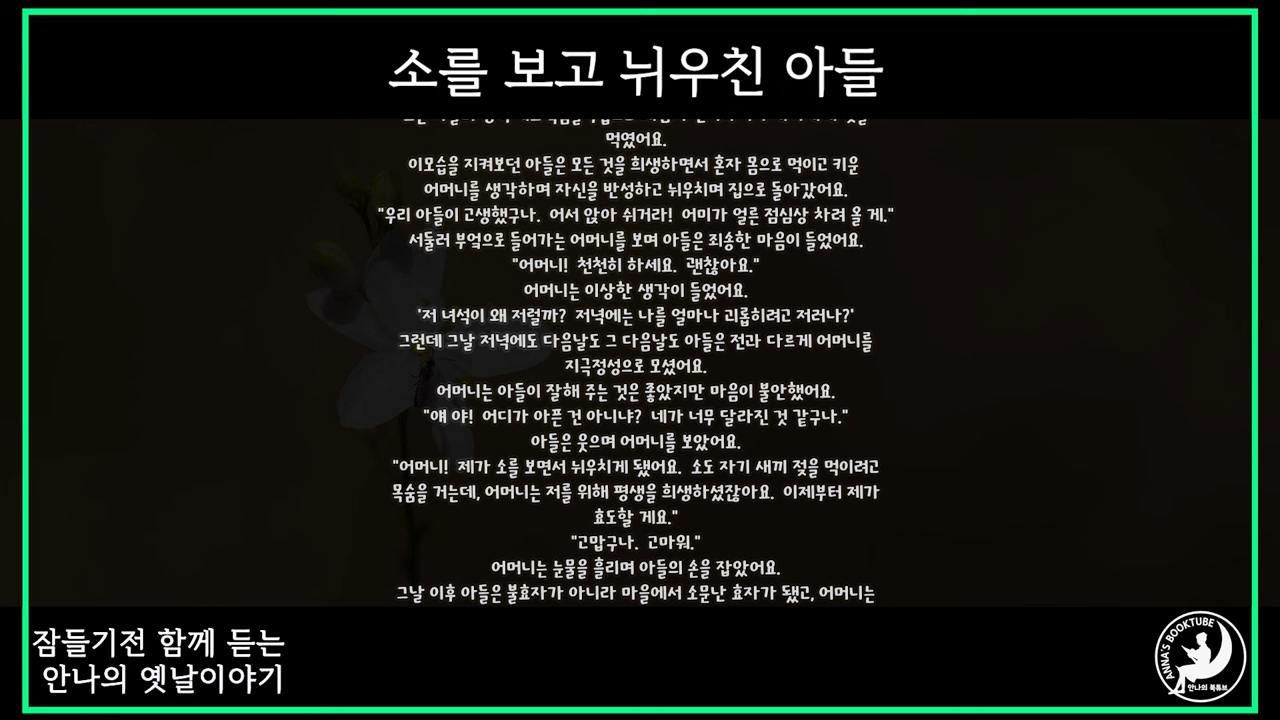 소를 보고 뉘우친 아들
먹였어요.
이모습을 지켜보던 아들은 모든 것을 희생하면서 혼자 몸으로 먹이고 키운
어머니를 생각하며 자신을 반성하고 뉘우치며 집으로 돌아갔어요.
"우리 아들이 고생했구나. 어서 앉아 쉬거라! 어미가 얼른 점심상 차려 올 게."
서둘러 부엌으로 들어가는 어머니를 보며 아들은 죄송한 마음이 들었어요.
"어머니! 천천히 하세요. 괜찮아요."
어머니는 이상한 생각이 들었어요.
'저 녀석이 왜 저럴까? 저녁에는 나를 얼마나 괴롭히려고 저러나?'
그런데 그날 저녁에도 다음날도 그 다음날도 아들은 전과 다르게 어머니를
지극정성으로 모셨어요.
어머니는 아들이 잘해 주는 것은 좋았지만 마음이 불안했어요.
"얘 야! 어디가 아픈 건 아니냐? 네가 너무 달라진 것 같구나."
아들은 웃으며 어머니를 보았어요.
"어머니! 제가 소를 보면서 뉘우치게 됐어요. 소도 자기 새끼 젖을 먹이려고
목숨을 거는데, 어머니는 저를 위해 평생을 희생하셨잖아요. 이제부터 제가
효도할 게요."
"고맙구나. 고마워."
어머니는 눈물을 흘리며 아들의 손을 잡았어요.
그날 이후 아들은 불효자가 아니라 마을에서 소문난 효자가 됐고, 어머니는
잠들기전 함께 듣는
안나의 옛날이야기
ANNA'S BOOKTUBE
안나의 북튜브